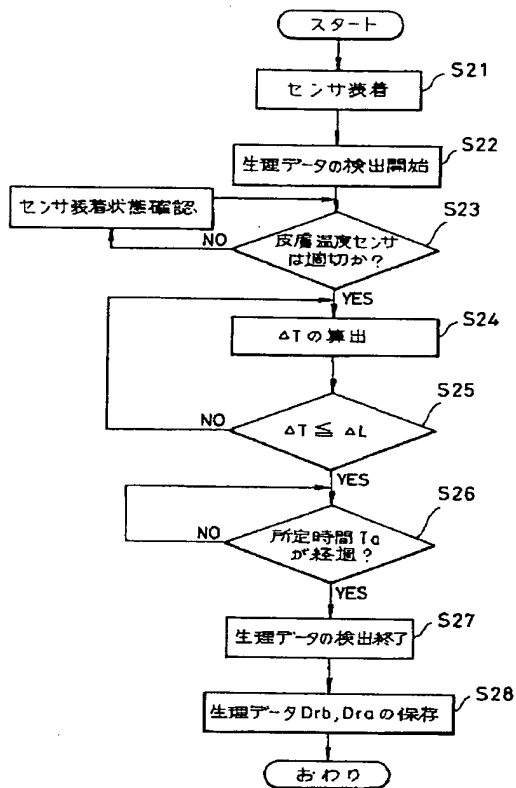 スタート
S21
センサ装着
S22
生理データの検出開始
センサ装着状態確認、
S23
皮膚温度センサ
は適切か?
NO
YES
S24
ΔTの算出
S25
ΔT ≦ ΔL
NO
YES
S26
所定時間Ta
が経過?
NO
YES
S27
生理データの検出終了
S28
生理データDrb,Draの保存
おわり